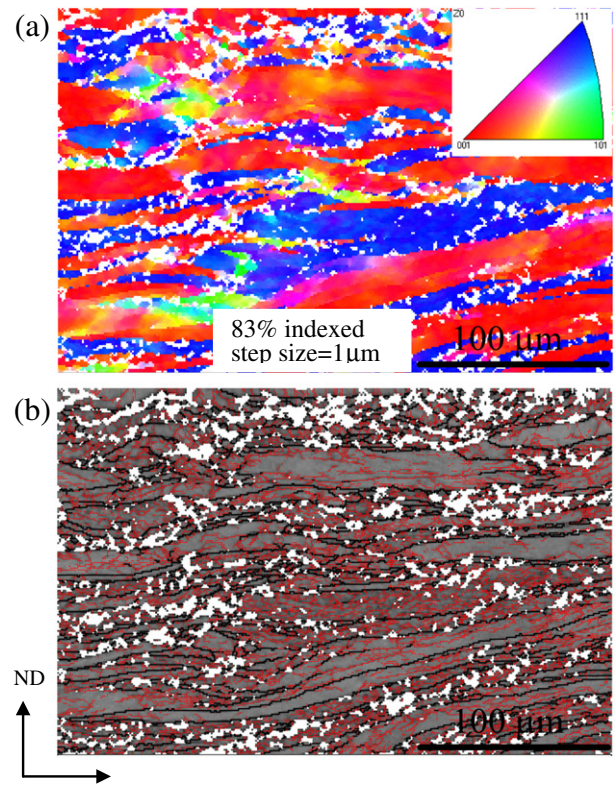 (a)
Z0
111
001
101
83% indexed
step size=1μm
100 μm
(b)
ND
100 μm